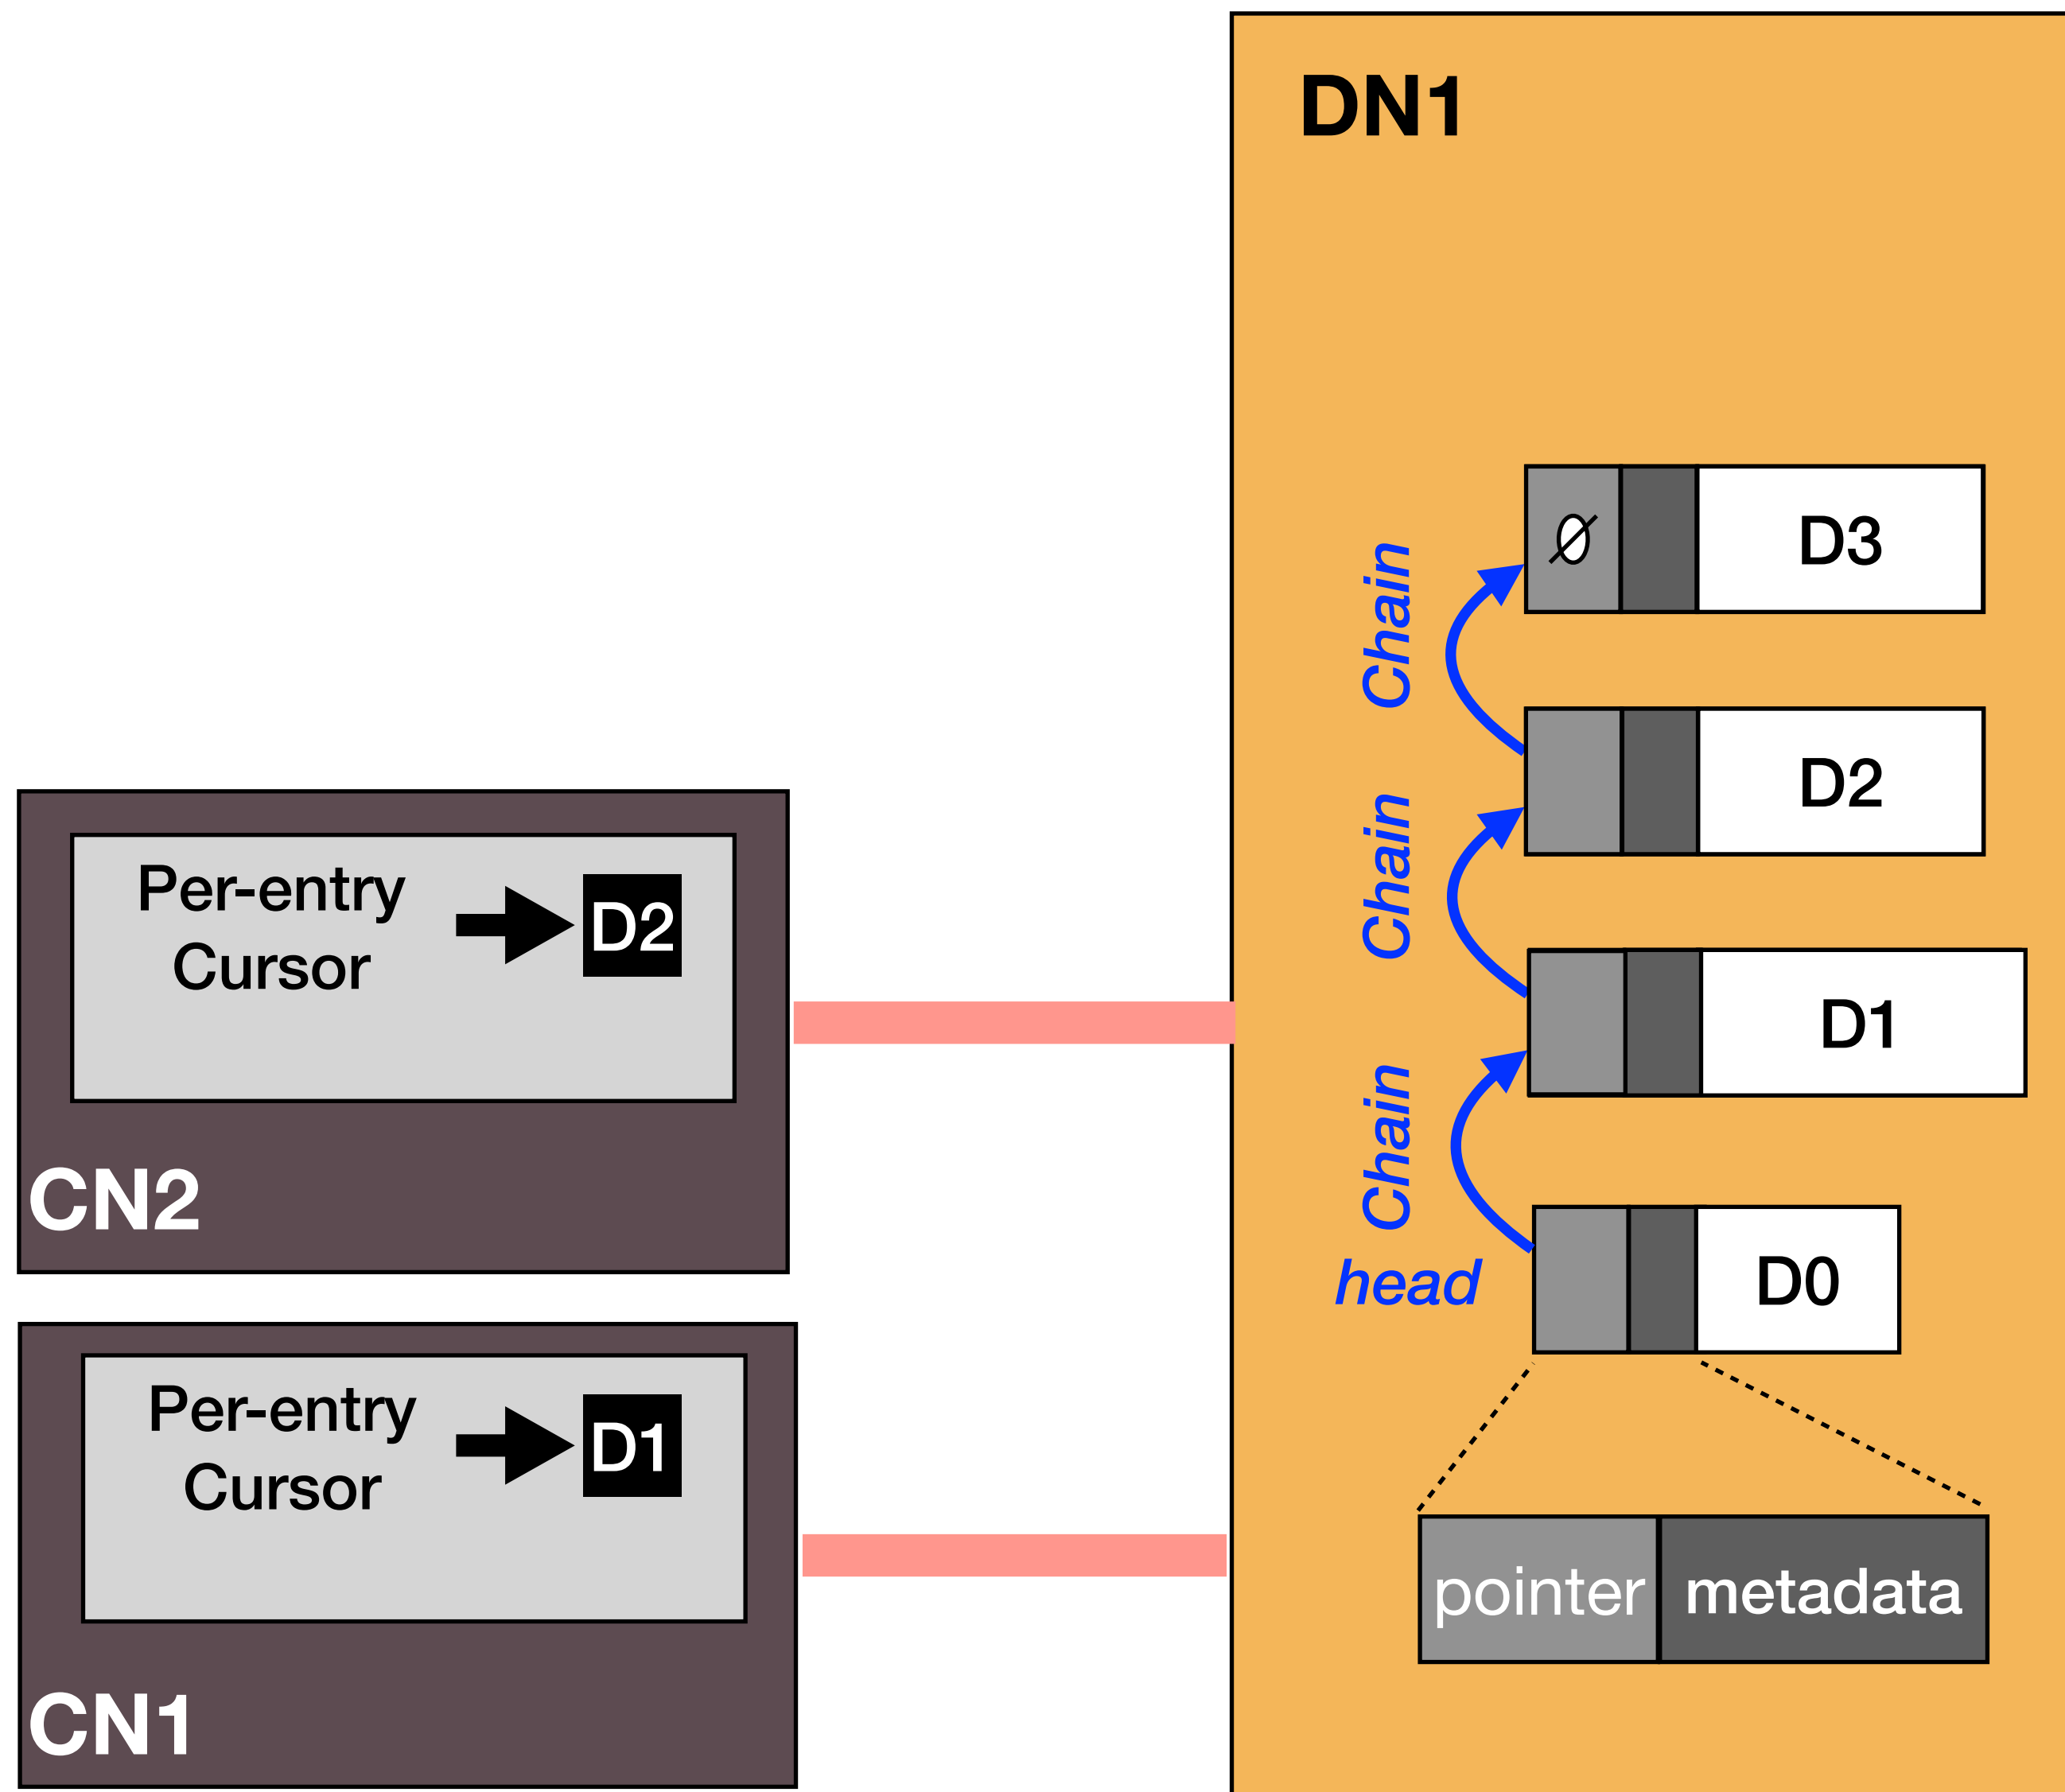 DN1
Chain
Ø
D3
D2
Chain
Per-entry
Cursor
D2
D1
Chain
CN2
head
D0
Per-entry
Cursor
D1
pointer
metadata
CN1